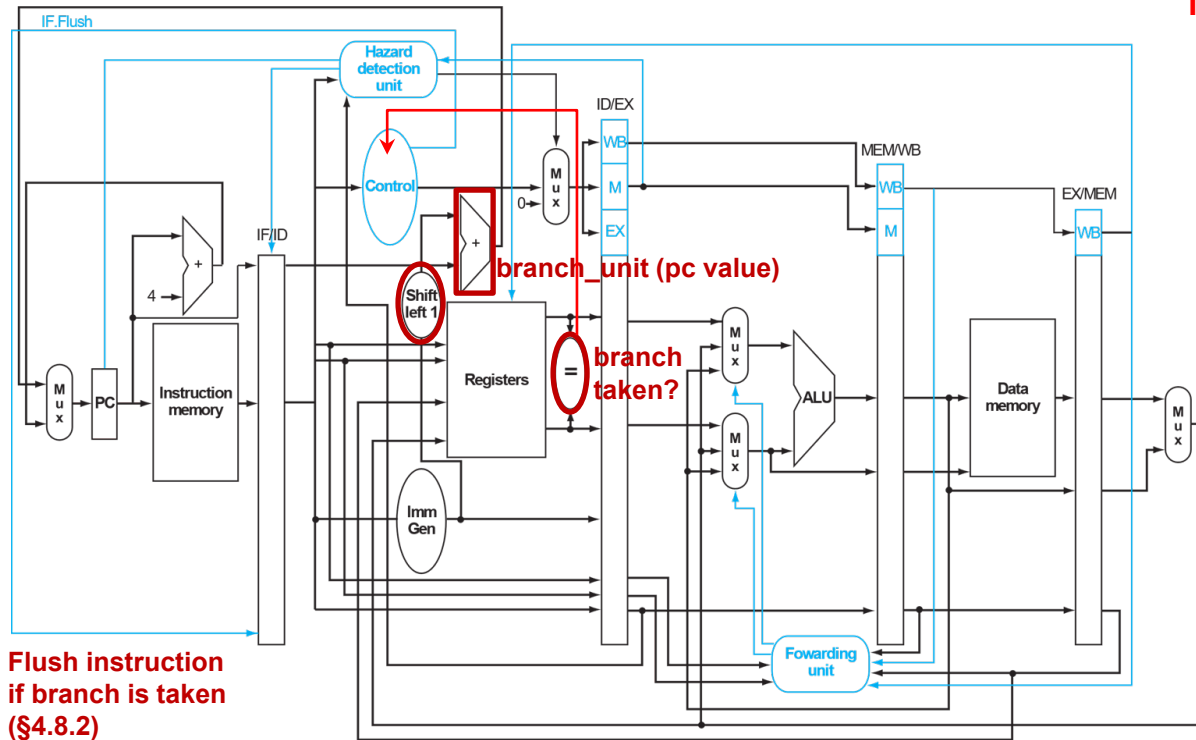 IF.Flush
Hazard
detection
unit
ID/EX
WB
MEM/WB
Control
M
u
x
M
WB
EX/MEM
0
IF/ID
EX
M
WB
+
+
branch_unit (pc value)
4
Shift
left 1
M
u
x
branch
taken?
=
M
u
x
PC
Instruction
memory
Registers
ALU
Data
memory
M
u
x
M
u
x
Imm
Gen
Flush instruction
if branch is taken
(§4.8.2)
Fowarding
unit